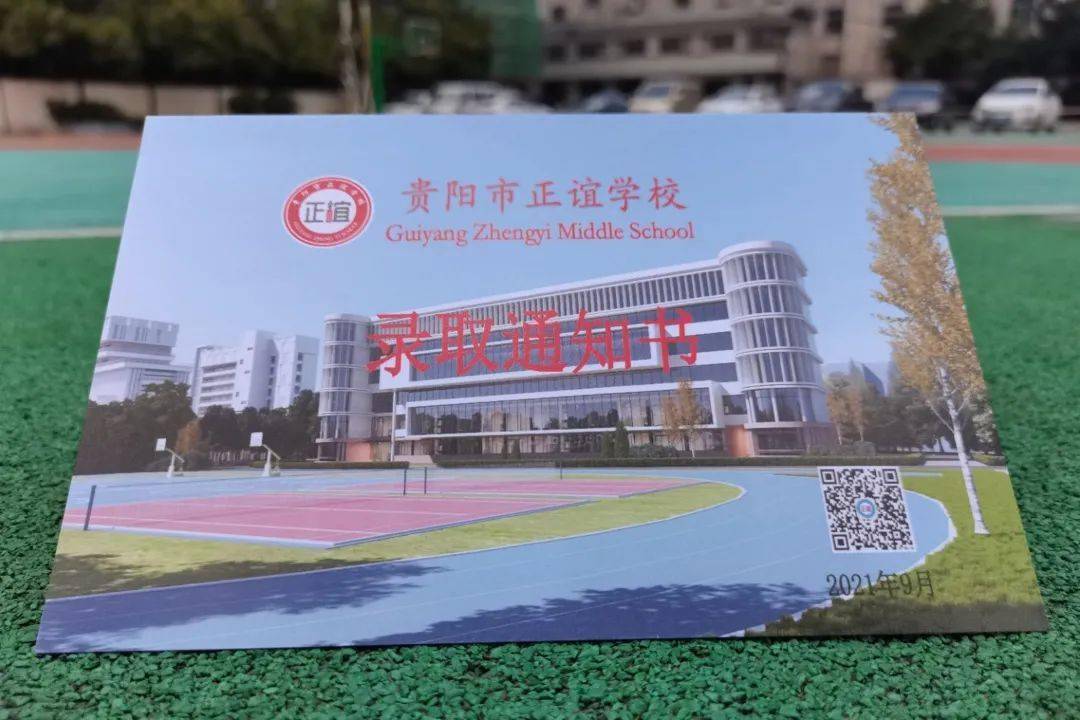 贵阳市正谊学校
正谊
Guiyang Zhengyi Middle School
录取通知书
2021年9月